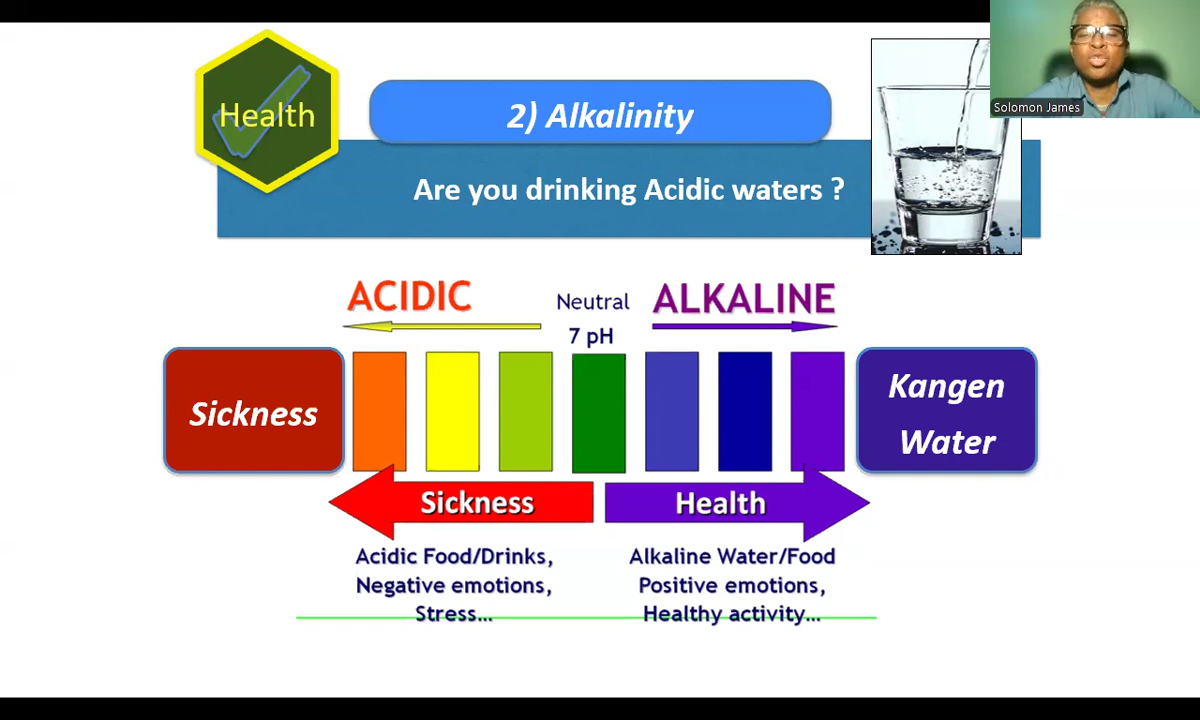 Health
2) Alkalinity
Are you drinking Acidic waters ?
Solomon James
ACIDIC
Neutral
7 pH
ALKALINE
Sickness
Kangen
Water
Sickness
Health
Acidic Food/Drinks,
Negative emotions,
Stress...
Alkaline Water/Food
Positive emotions,
Healthy activity...